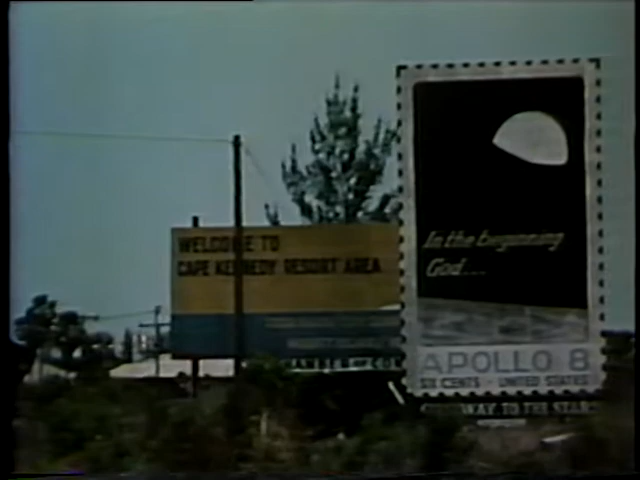 WELCOME TO
CAPE KENNEDY RESORT AREA
In the beginning
God...
APOLLO 8
SIX CENTS · UNITED STATES
TO THE STARS